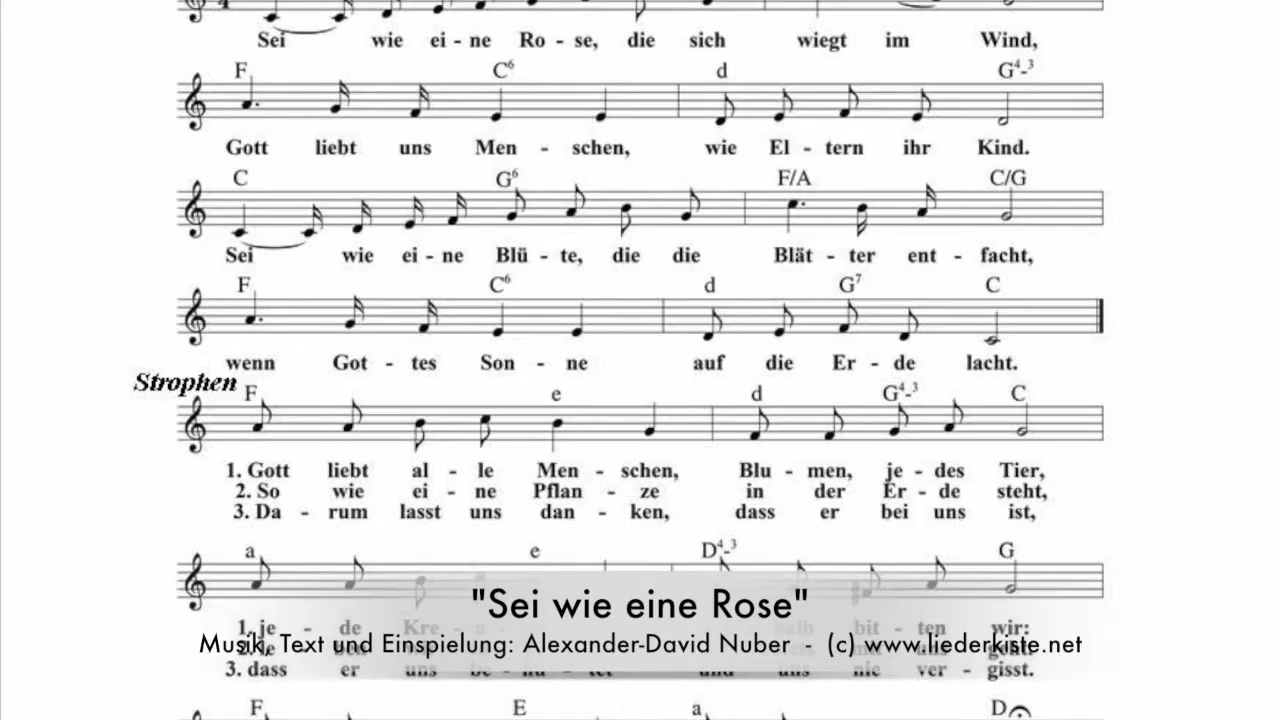 Sei wie ei - ne Ro - se, die sich wiegt im Wind,
F C6 d G4-3
Gott liebt uns Men - schen, wie El - tern ihr Kind.
C G6 F/A C/G
Sei wie ei - ne Blü - te, die die Blät - ter ent - facht,
F C6 d G7 C
wenn Got - tes Son - ne auf die Er - de lacht.
Strophen
F e d G4-3 C
1. Gott liebt al - le Men - schen, Blu - men, je - des Tier,
2. So wie ei - ne Pflan - ze in der Er - de steht,
3. Da - rum lasst uns dan - ken, dass er bei uns ist,
a e D4-3 G
"Sei wie eine Rose"
1. je - de bit - ten wir:
Musik, Text und Einspielung: Alexander-David Nuber - (c) www.liederkiste.net
3. dass er uns be - hü - tet und uns nie ver - gisst.
F E a D